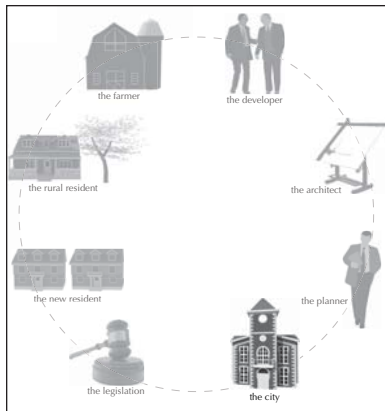 the farmer
the developer
the rural resident
the architect
the new resident
the planner
the legislation
the city